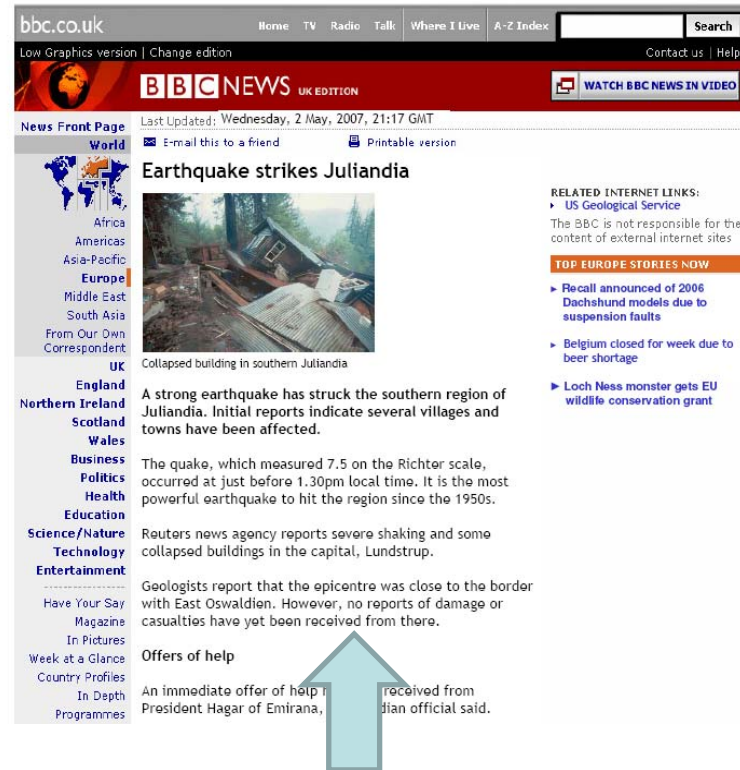 bbc.co.uk
Home TV Radio Talk Where I Live A-Z Index
Search
Low Graphics version | Change edition
Contact us | Help
BBC NEWS UK EDITION
WATCH BBC NEWS IN VIDEO
News Front Page
World
Africa
Americas
Asia-Pacific
Europe
Middle East
South Asia
From Our Own
Correspondent
UK
England
Northern Ireland
Scotland
Wales
Business
Politics
Health
Education
Science/Nature
Technology
Entertainment
Have Your Say
Magazine
In Pictures
Week at a Glance
Country Profiles
In Depth
Programmes
Last Updated: Wednesday, 2 May, 2007, 21:17 GMT
E-mail this to a friend Printable version
Earthquake strikes Juliandia
Collapsed building in southern Juliandia
A strong earthquake has struck the southern region of
Juliandia. Initial reports indicate several villages and
towns have been affected.
The quake, which measured 7.5 on the Richter scale,
occurred at just before 1.30pm local time. It is the most
powerful earthquake to hit the region since the 1950s.
Reuters news agency reports severe shaking and some
collapsed buildings in the capital, Lundstrup.
Geologists report that the epicentre was close to the border
with East Oswaldien. However, no reports of damage or
casualties have yet been received from there.
Offers of help
An immediate offer of help received from
President Hagar of Emirana, official said.
RELATED INTERNET LINKS:
US Geological Service
The BBC is not responsible for the
content of external internet sites
TOP EUROPE STORIES NOW
Recall announced of 2006
Dachshund models due to
suspension faults
Belgium closed for week due to
beer shortage
Loch Ness monster gets EU
wildlife conservation grant